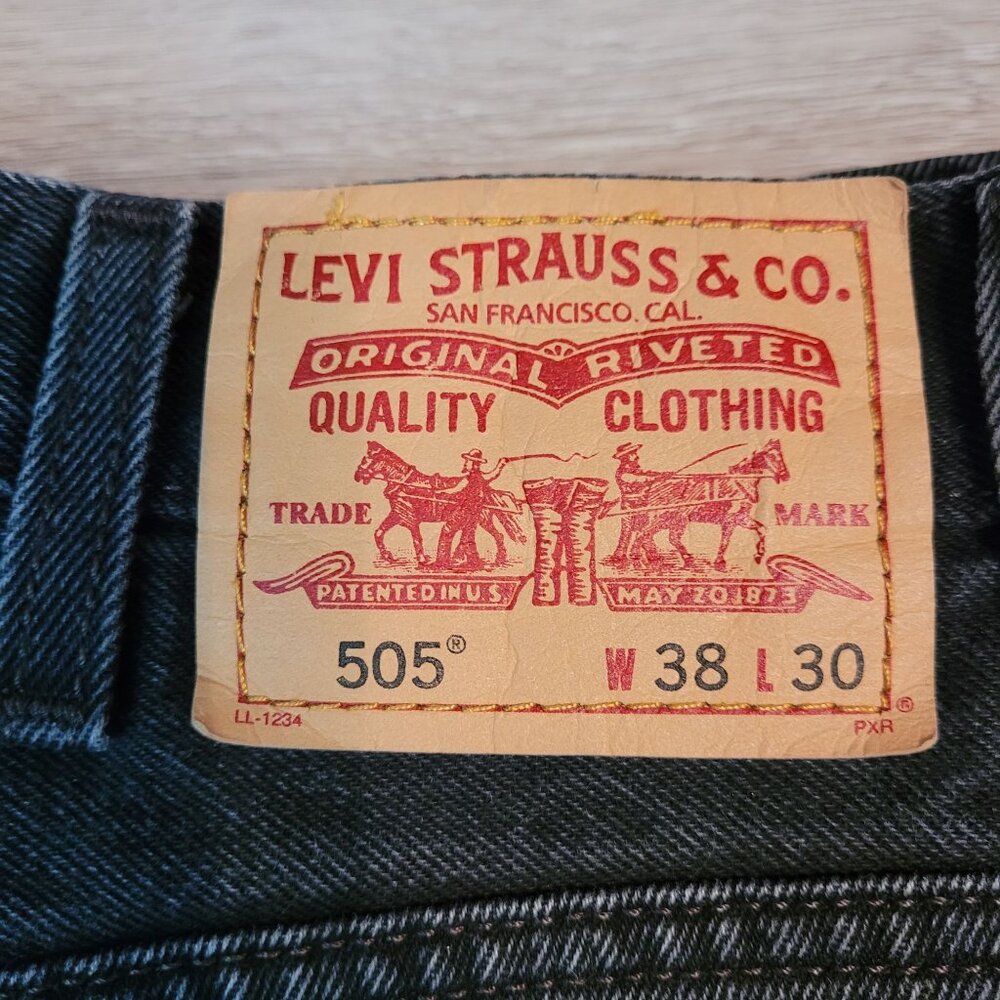 LEVI STRAUSS & CO.
SAN FRANCISCO. CAL.
ORIGINAL RIVETED
QUALITY CLOTHING
TRADE MARK
PATENTED IN U.S. MAY 20 1873
505® W 38 L 30
®
LL-1234 PXR